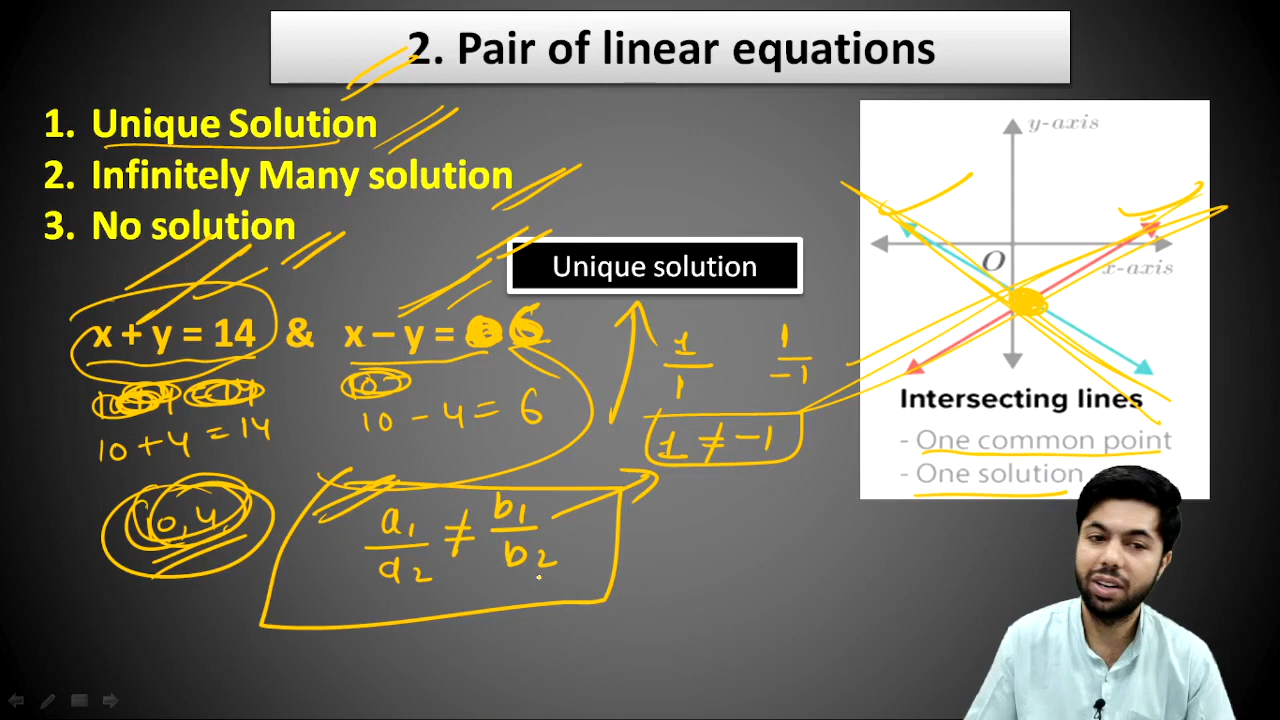 2. Pair of linear equations
1. Unique Solution
2. Infinitely Many solution
3. No solution
Unique solution
x + y = 14 & x – y = 6
10 + 4 = 14
10 - 4 = 6
(10, 4)
a1/a2 ≠ b1/b2
1/1 1/-1
1 ≠ -1
y-axis
O
x-axis
Intersecting lines
- One common point
- One solution